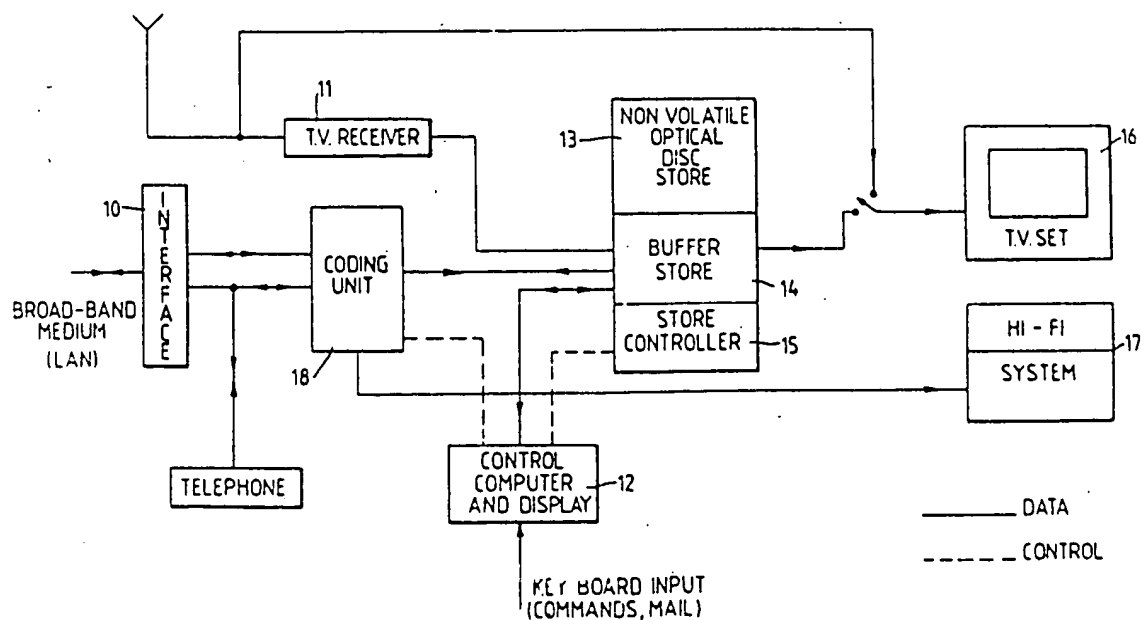 11
T.V. RECEIVER
13
NON VOLATILE
OPTICAL
DISC
STORE
16
T.V. SET
10
INTERFACE
CODING
UNIT
18
BUFFER
STORE
14
STORE
CONTROLLER
15
BROAD-BAND
MEDIUM
(LAN)
HI - FI
SYSTEM
17
TELEPHONE
CONTROL
COMPUTER
AND DISPLAY
12
DATA
CONTROL
KEY BOARD INPUT
(COMMANDS, MAIL)